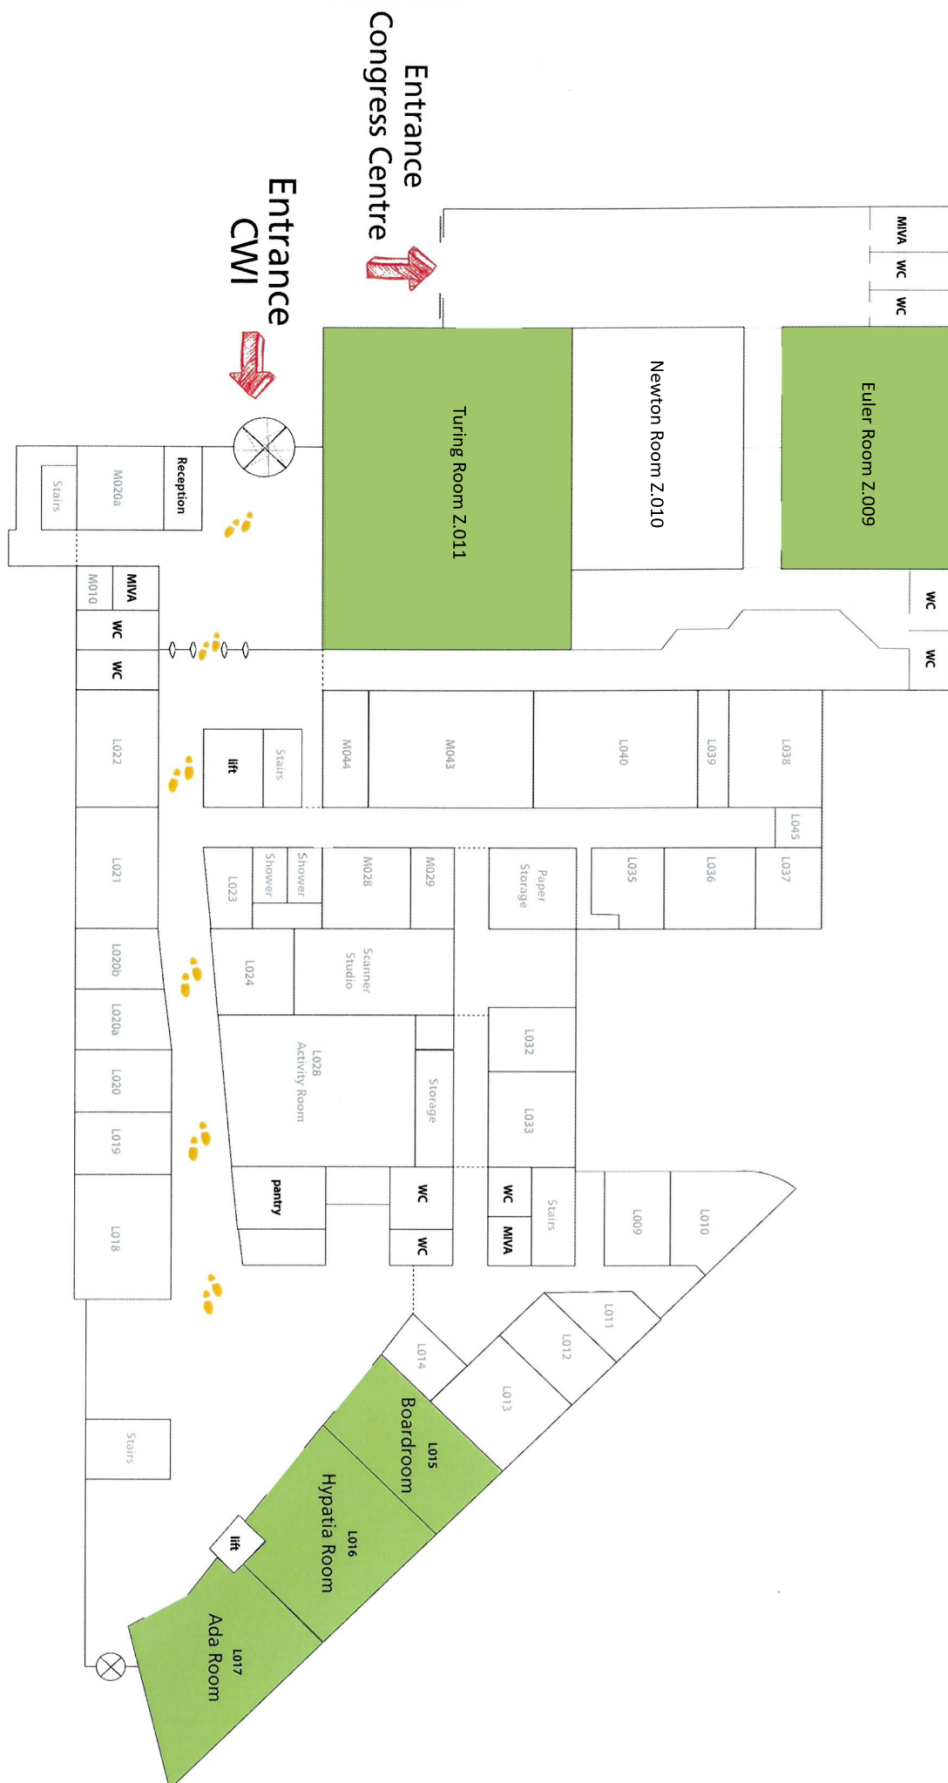 Entrance
Congress Centre
Entrance
CWI
MIVA
WC
WC
Euler Room Z.009
Newton Room Z.010
Turing Room Z.011
WC
WC
Reception
M020a
Stairs
MIVA
M010
WC
WC
L022
lift
Stairs
M044
M043
L040
L039
L038
L045
L037
L036
L035
Paper
Storage
M029
M028
Shower
Shower
L023
L021
L020b
L024
Scanner
Studio
L020a
L028
Activity Room
Storage
L032
L033
L020
L019
L018
pantry
WC
WC
WC
MIVA
Stairs
L009
L010
L011
L012
L013
L014
L015
Boardroom
L016
Hypatia Room
lift
L017
Ada Room
Stairs